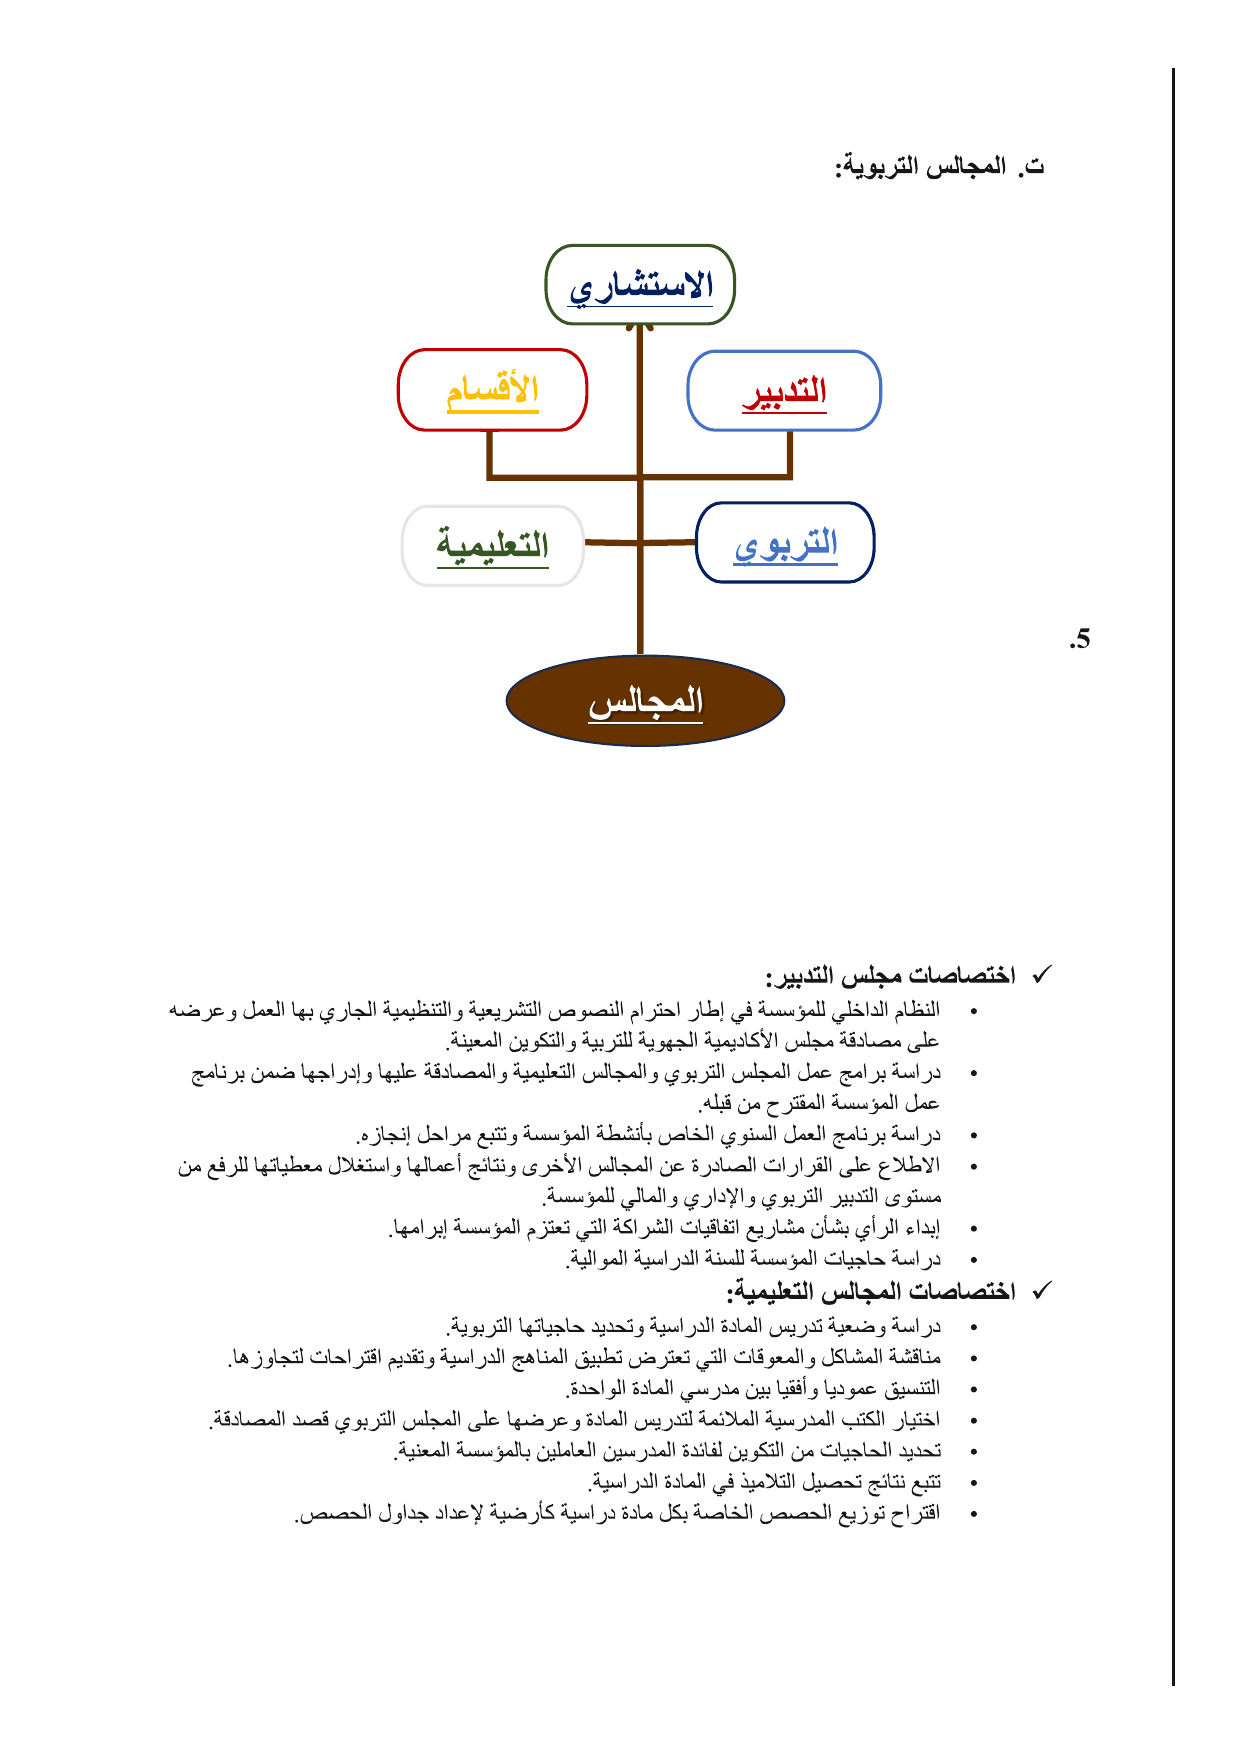 ت. المجالس التربوية:
الاستشاري
التدبير
الأقسام
التربوي
التعليمية
5.
المجالس
✓ اختصاصات مجلس التدبير:
• النظام الداخلي للمؤسسة في إطار احترام النصوص التشريعية والتنظيمية الجاري بها العمل وعرضه
على مصادقة مجلس الأكاديمية الجهوية للتربية والتكوين المعينة.
• دراسة برامج عمل المجلس التربوي والمجالس التعليمية والمصادقة عليها وإدراجها ضمن برنامج
عمل المؤسسة المقترح من قبله.
• دراسة برنامج العمل السنوي الخاص بأنشطة المؤسسة وتتبع مراحل إنجازه.
• الاطلاع على القرارات الصادرة عن المجالس الأخرى ونتائج أعمالها واستغلال معطياتها للرفع من
مستوى التدبير التربوي والإداري والمالي للمؤسسة.
• إبداء الرأي بشأن مشاريع اتفاقيات الشراكة التي تعتزم المؤسسة إبرامها.
• دراسة حاجيات المؤسسة للسنة الدراسية الموالية.
✓ اختصاصات المجالس التعليمية:
• دراسة وضعية تدريس المادة الدراسية وتحديد حاجياتها التربوية.
• مناقشة المشاكل والمعوقات التي تعترض تطبيق المناهج الدراسية وتقديم اقتراحات لتجاوزها.
• التنسيق عموديا وأفقيا بين مدرسي المادة الواحدة.
• اختيار الكتب المدرسية الملائمة لتدريس المادة وعرضها على المجلس التربوي قصد المصادقة.
• تحديد الحاجيات من التكوين لفائدة المدرسين العاملين بالمؤسسة المعنية.
• تتبع نتائج تحصيل التلاميذ في المادة الدراسية.
• اقتراح توزيع الحصص الخاصة بكل مادة دراسية كأرضية لإعداد جداول الحصص.